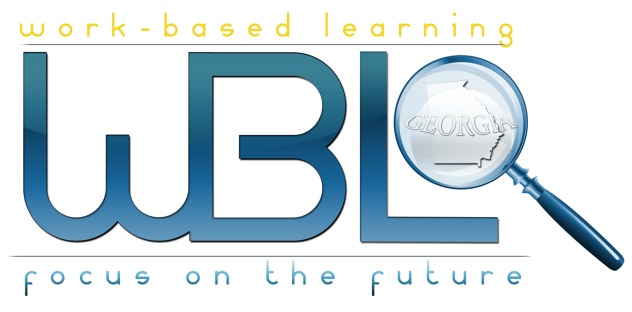 work-based learning
WBL
GEORGIA
focus on the future